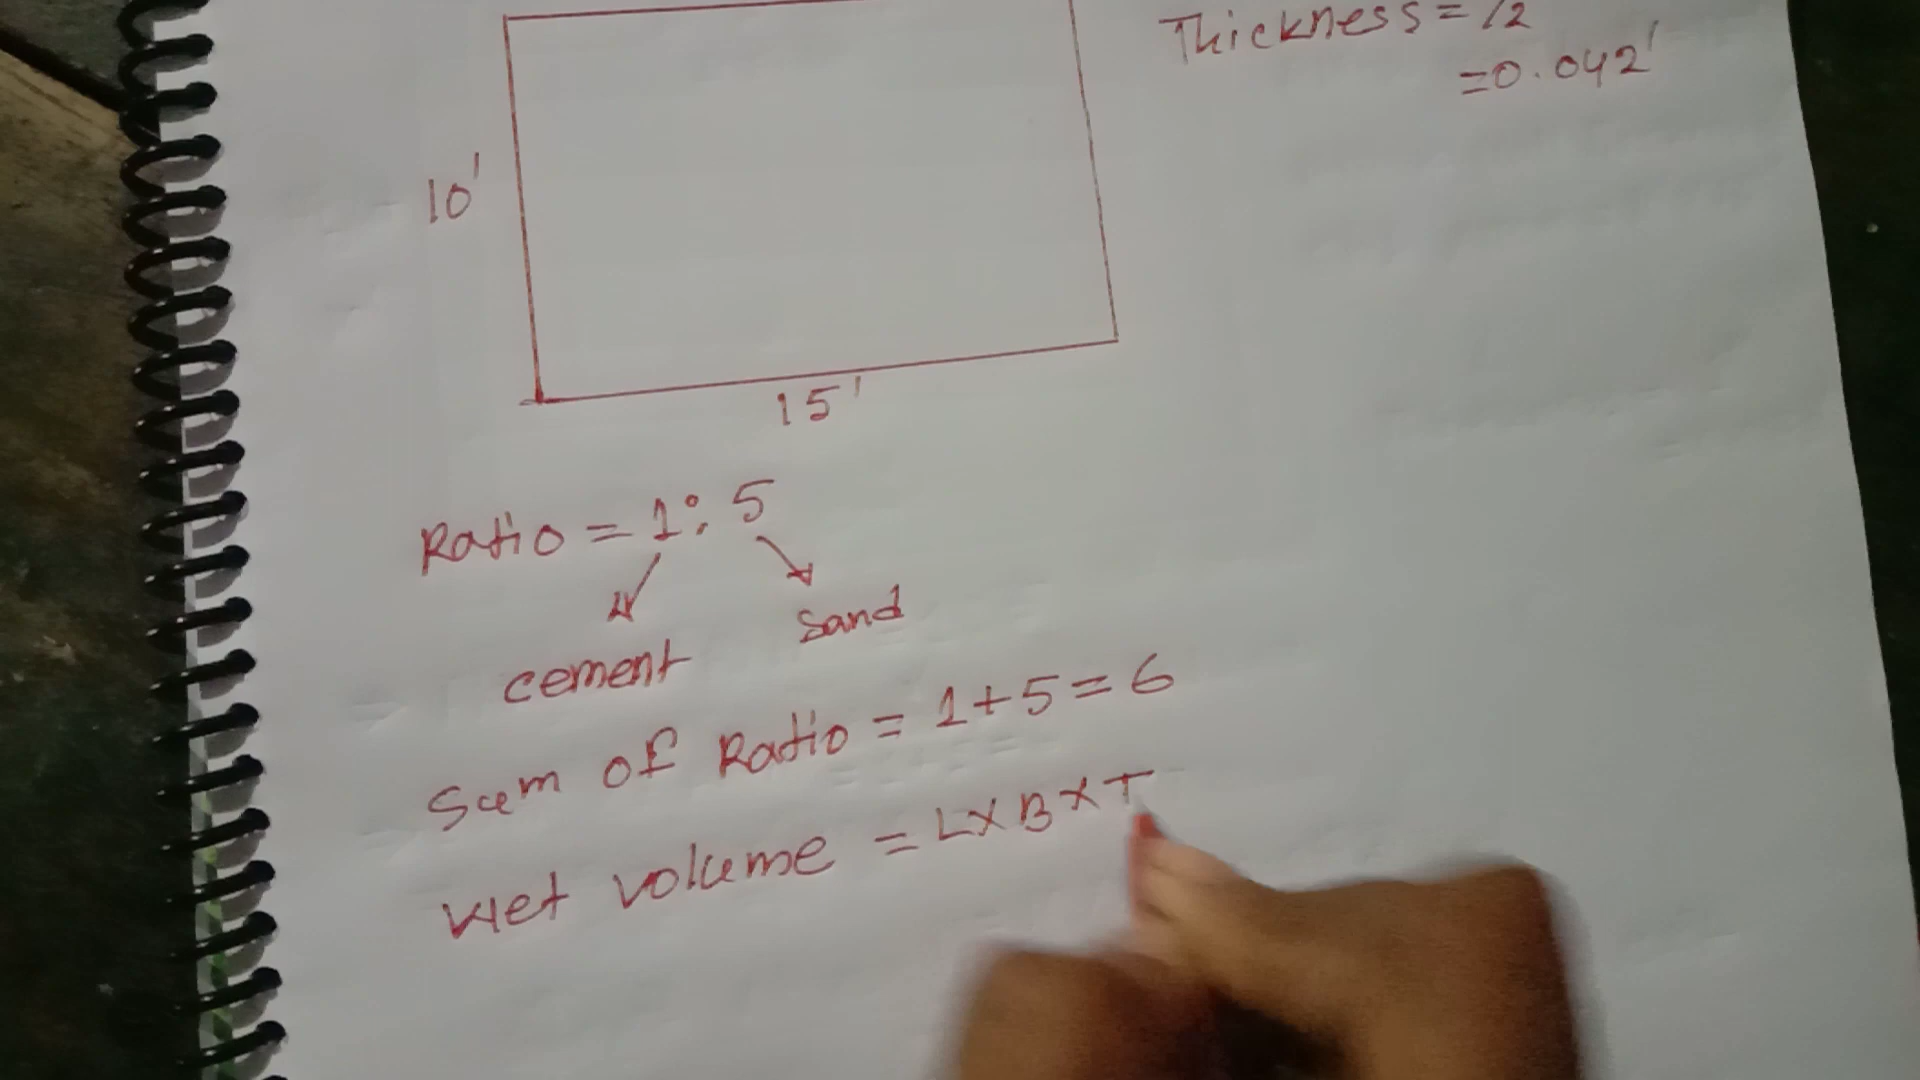 Thickness = /2
= 0.042'
10'
15'
Ratio = 1:5
cement
Sand
Sum of Ratio = 1+5=6
Wet volume = L×B×T